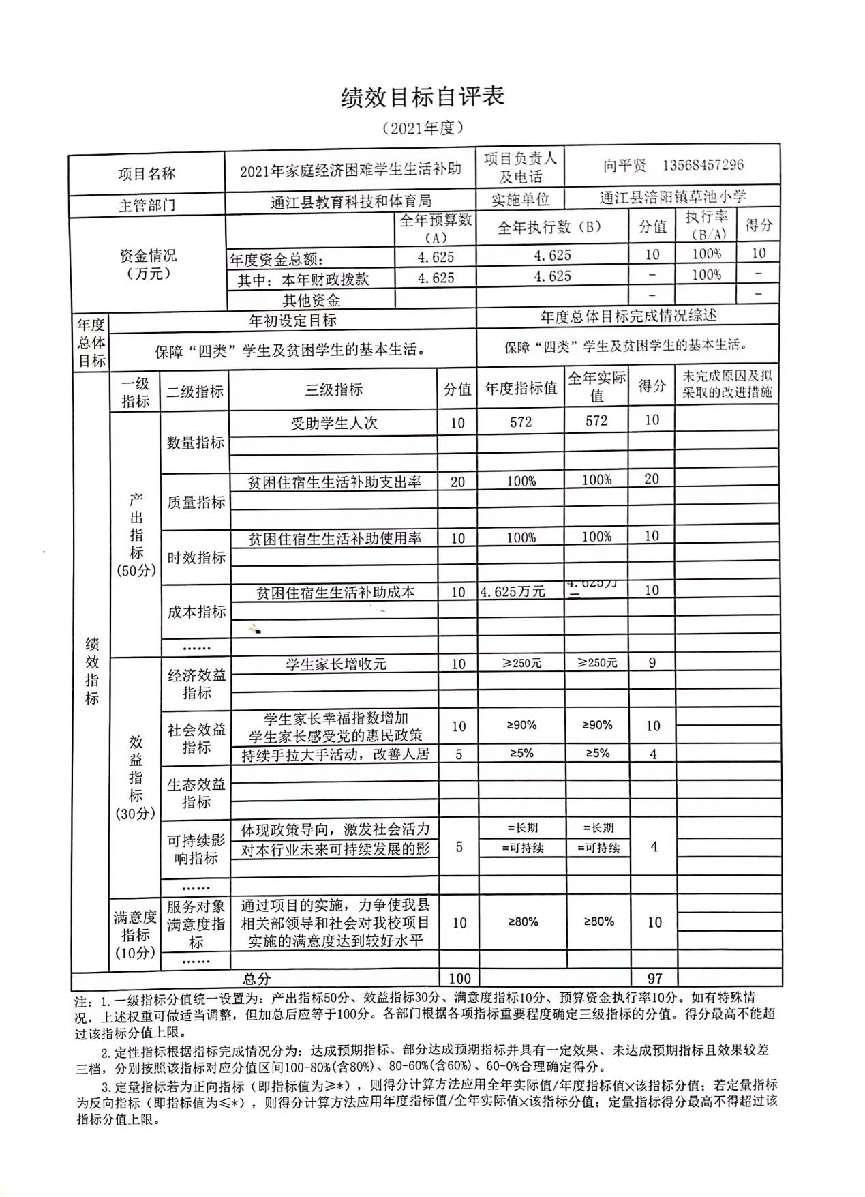 绩效目标自评表
（2021年度）
项目名称 2021年家庭经济困难学生生活补助 项目负责人及电话 向平贤 13568457296
主管部门 通江县教育科技和体育局 实施单位 通江县涪阳镇草池小学
资金情况（万元） 全年预算数（A） 全年执行数（B） 分值 执行率（B/A） 得分
年度资金总额： 4.625 4.625 10 100% 10
其中：本年财政拨款 4.625 4.625 - 100% -
其他资金 - -
年度总体目标 年初设定目标 年度总体目标完成情况综述
保障“四类”学生及贫困学生的基本生活。 保障“四类”学生及贫困学生的基本生活。
绩效指标
一级指标 二级指标 三级指标 分值 年度指标值 全年实际值 得分 未完成原因及拟采取的改进措施
产出指标(50分)
数量指标 受助学生人次 10 572 572 10
质量指标 贫困住宿生生活补助支出率 20 100% 100% 20
时效指标 贫困住宿生生活补助使用率 10 100% 100% 10
成本指标 贫困住宿生生活补助成本 10 4.625万元 4.625万 10
……
效益指标(30分)
经济效益指标 学生家长增收元 10 ≥250元 ≥250元 9
社会效益指标 学生家长幸福指数增加
学生家长感受党的惠民政策 10 ≥90% ≥90% 10
持续手拉大手活动，改善人居 5 ≥5% ≥5% 4
生态效益指标
可持续影响指标 体现政策导向，激发社会活力 5 =长期 =长期 4
对本行业未来可持续发展的影 =可持续 =可持续
……
满意度指标(10分) 服务对象满意度指标 通过项目的实施，力争使我县
相关部领导和社会对我校项目 10 ≥80% ≥80% 10
实施的满意度达到较好水平
……
总分 100 97
注：1.一级指标分值统一设置为：产出指标50分、效益指标30分、满意度指标10分、预算资金执行率10分。如有特殊情
况，上述权重可做适当调整，但加总后应等于100分。各部门根据各项指标重要程度确定三级指标的分值。得分最高不能超
过该指标分值上限。
2.定性指标根据指标完成情况分为：达成预期指标、部分达成预期指标并具有一定效果、未达成预期指标且效果较差
三档，分别按照该指标对应分值区间100-80%(含80%)、80-60%(含60%)、60-0%合理确定得分。
3.定量指标若为正向指标（即指标值为≥*），则得分计算方法应用全年实际值/年度指标值×该指标分值；若定量指标
为反向指标（即指标值为≤*），则得分计算方法应用年度指标值/全年实际值×该指标分值；定量指标得分最高不得超过该
指标分值上限。